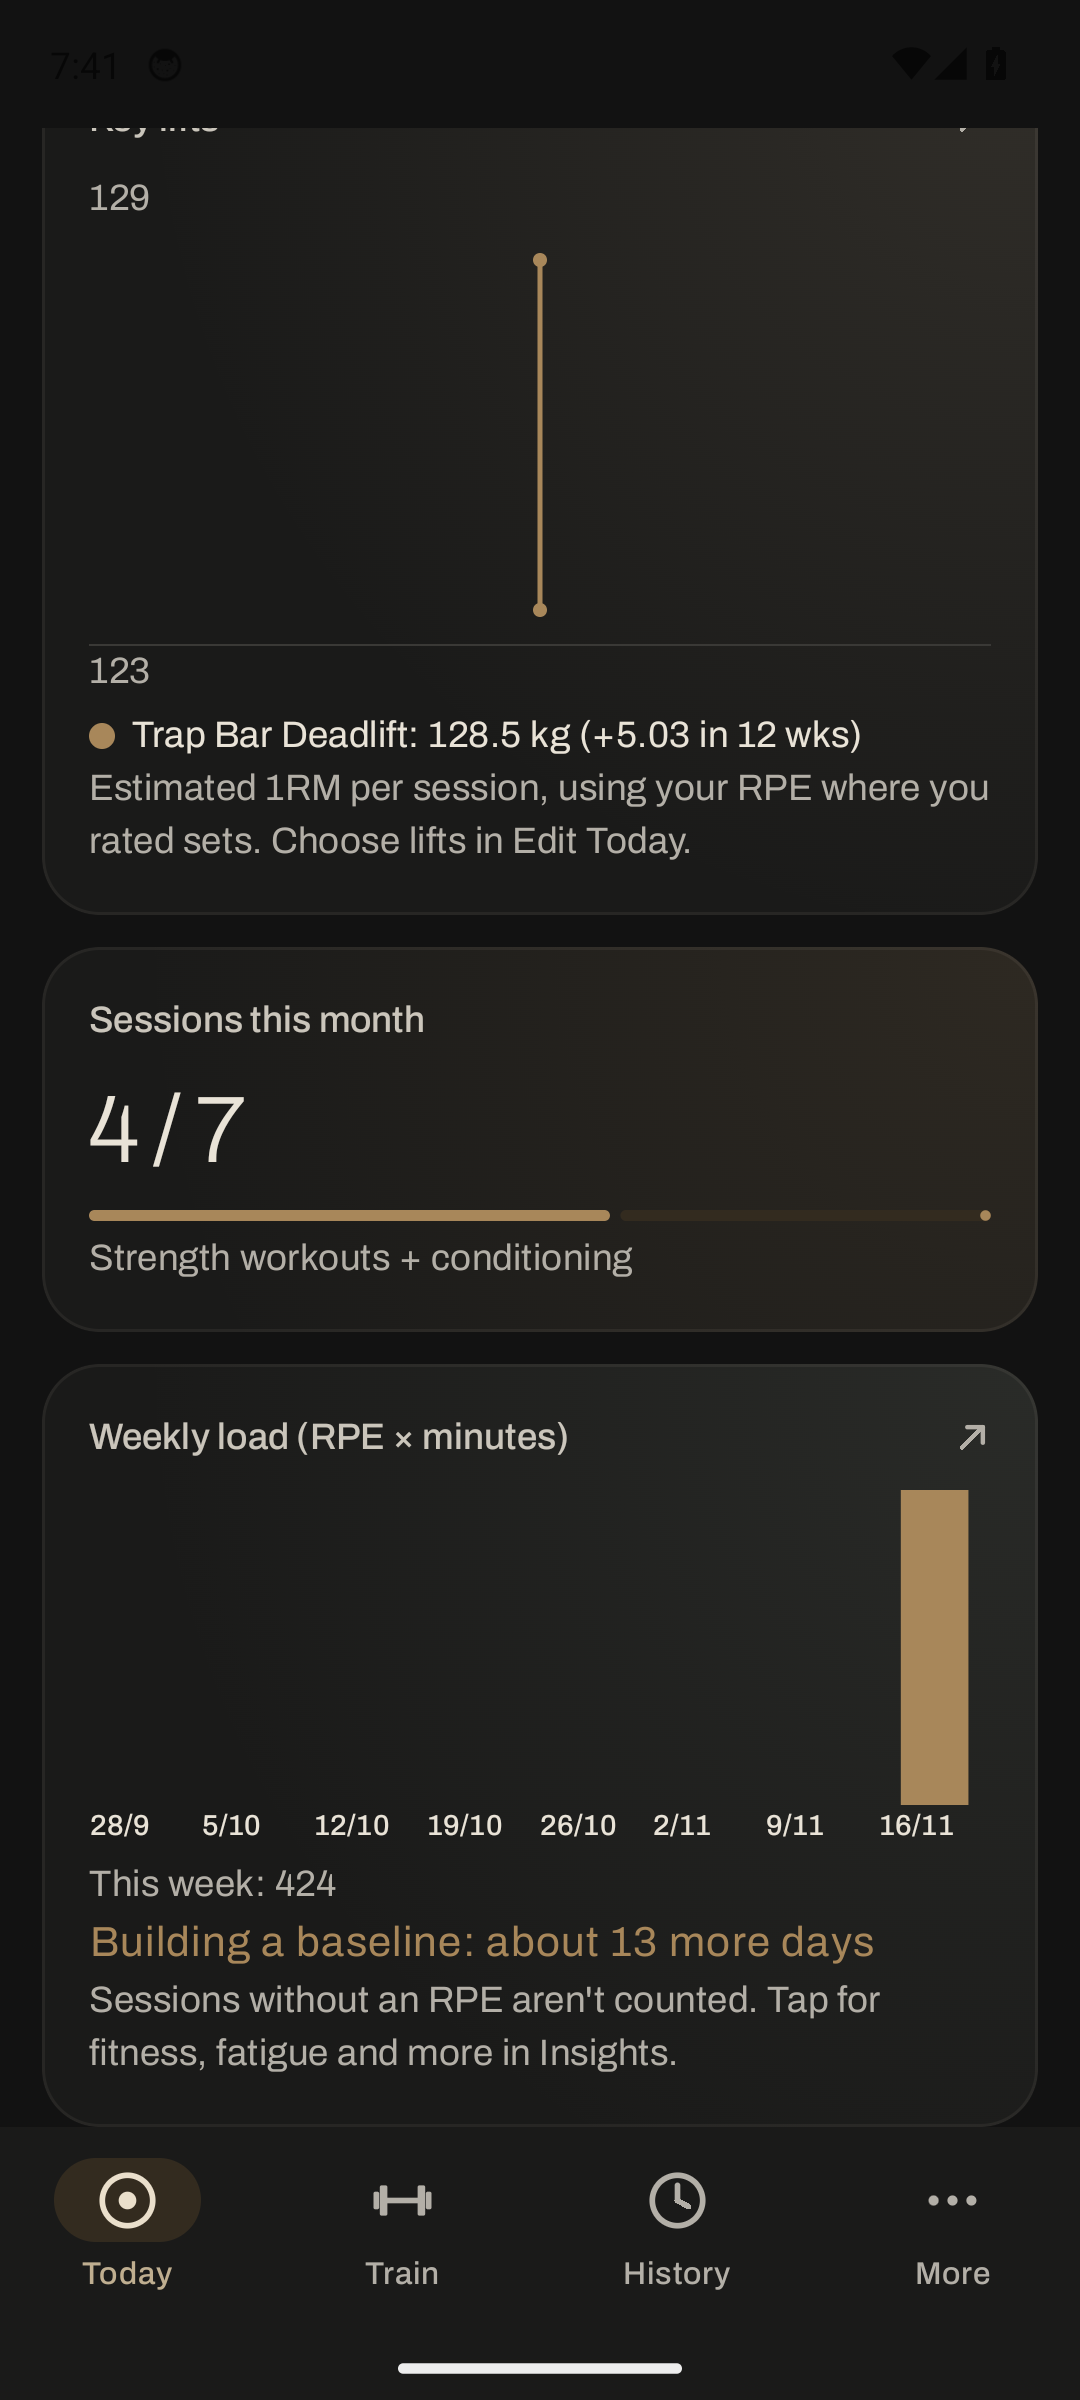 7:41
Key lifts
129
123
Trap Bar Deadlift: 128.5 kg (+5.03 in 12 wks)
Estimated 1RM per session, using your RPE where you
rated sets. Choose lifts in Edit Today.
Sessions this month
4/7
Strength workouts + conditioning
Weekly load (RPE × minutes)
28/9 5/10 12/10 19/10 26/10 2/11 9/11 16/11
This week: 424
Building a baseline: about 13 more days
Sessions without an RPE aren't counted. Tap for
fitness, fatigue and more in Insights.
Today Train History More